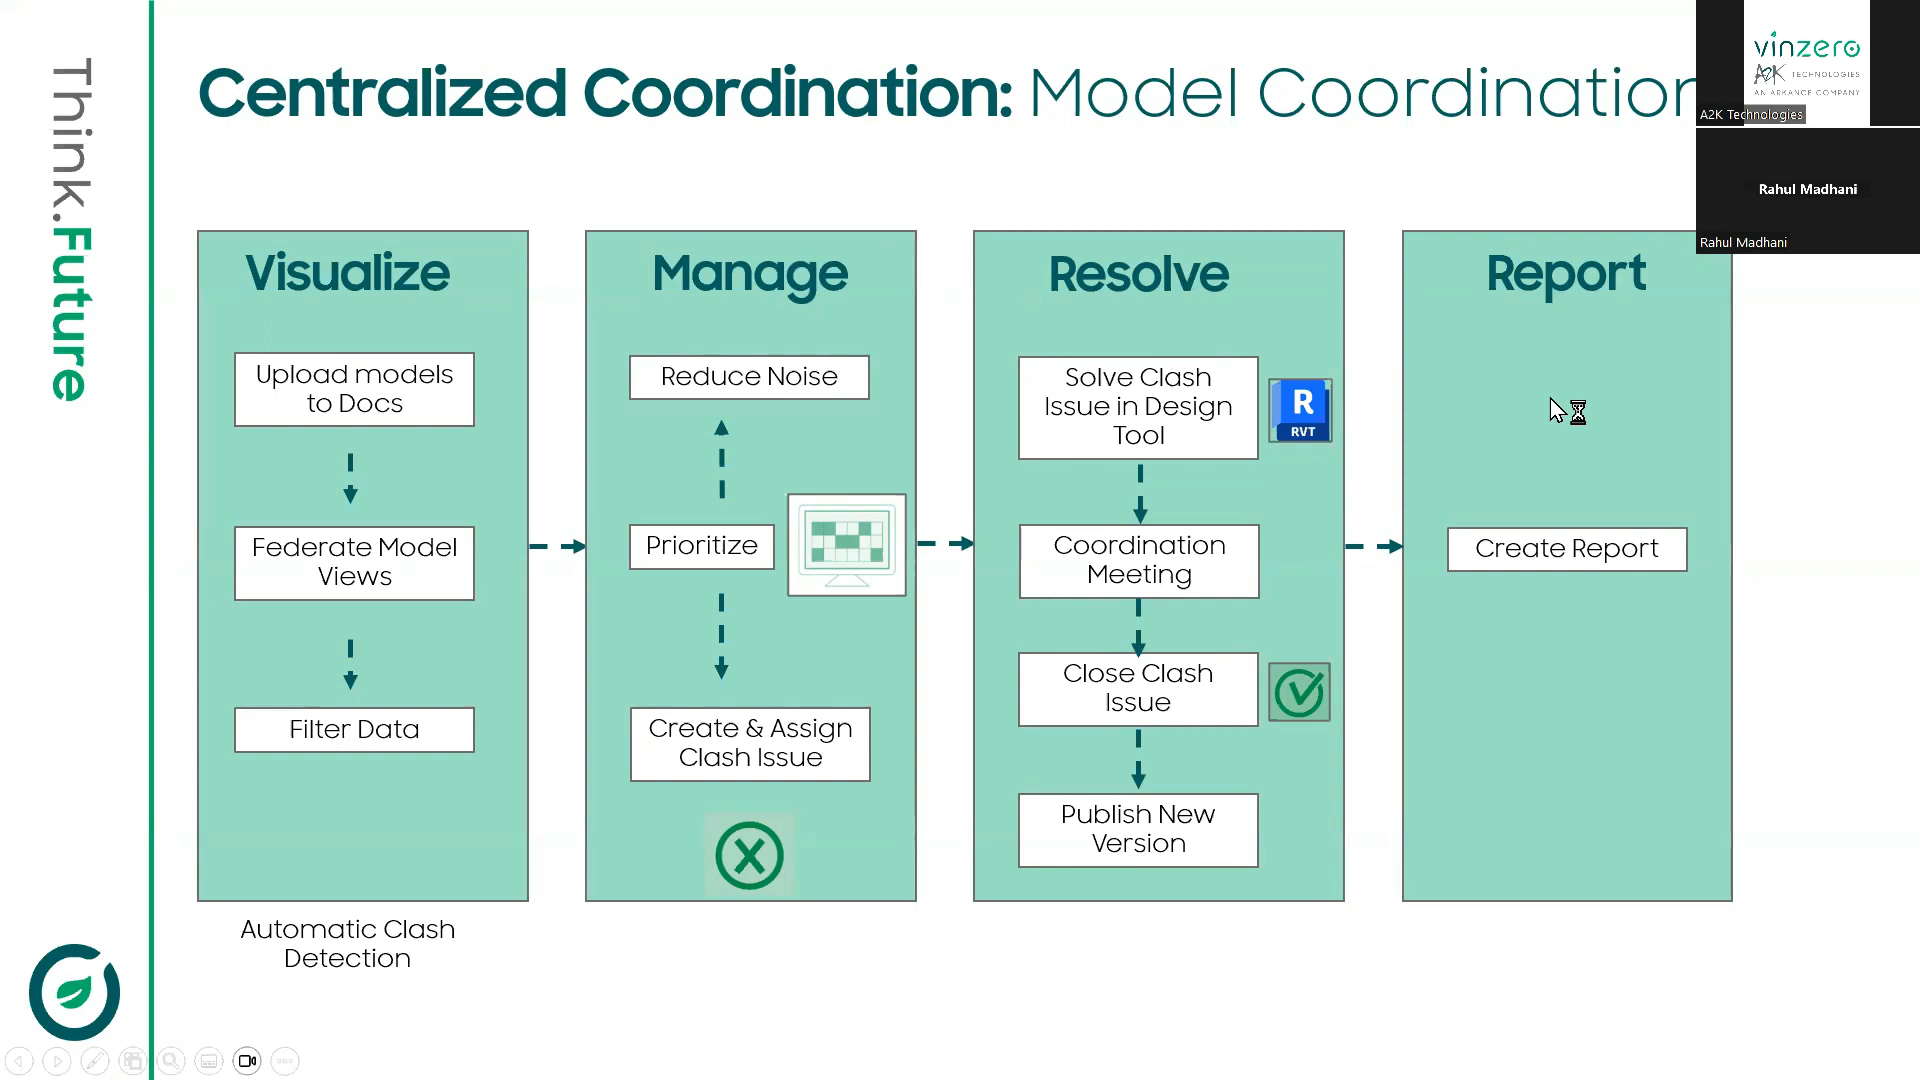 Think.Future
Centralized Coordination: Model Coordination
vinzero
A2K TECHNOLOGIES
AN ARKANCE COMPANY
A2K Technologies
Rahul Madhani
Rahul Madhani
Visualize
Upload models
to Docs
Federate Model
Views
Filter Data
Automatic Clash
Detection
Manage
Reduce Noise
Prioritize
Create & Assign
Clash Issue
Resolve
Solve Clash
Issue in Design
Tool
R
RVT
Coordination
Meeting
Close Clash
Issue
Publish New
Version
Report
Create Report